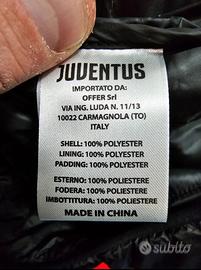 JUVENTUS
IMPORTATO DA:
OFFER Srl
VIA ING. LUDA N. 11/13
10022 CARMAGNOLA (TO)
ITALY
SHELL: 100% POLYESTER
LINING: 100% POLYESTER
PADDING: 100% POLYESTER
ESTERNO: 100% POLIESTERE
FODERA: 100% POLIESTERE
IMBOTTITURA: 100% POLIESTERE
MADE IN CHINA
subito